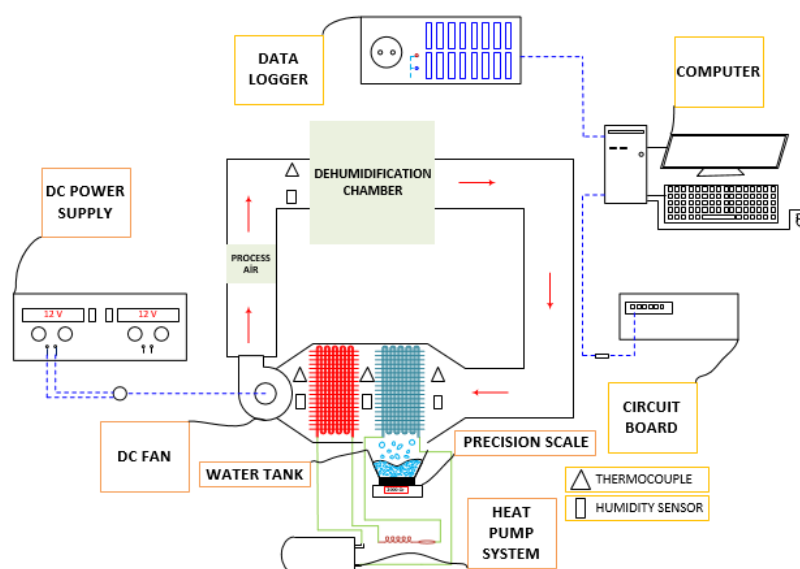 DATA
LOGGER
COMPUTER
DEHUMIDIFICATION
CHAMBER
DC POWER
SUPPLY
PROCESS
AİR
12 V
12 V
DC FAN
WATER TANK
PRECISION SCALE
CIRCUIT
BOARD
THERMOCOUPLE
HUMIDITY SENSOR
HEAT
PUMP
SYSTEM